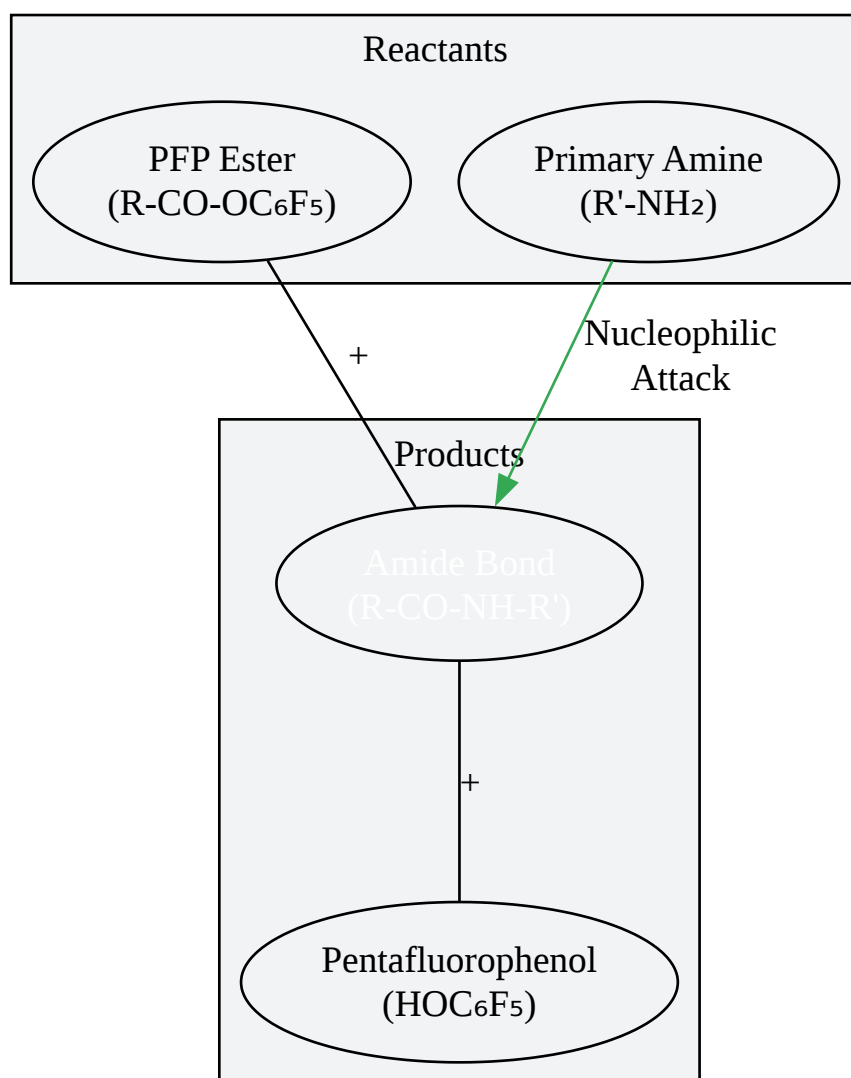 Reactants
PFP Ester
(R-CO-OC₆F₅)
Primary Amine
(R'-NH₂)
+
Nucleophilic
Attack
Products
Amide Bond
(R-CO-NH-R')
+
Pentafluorophenol
(HOC₆F₅)